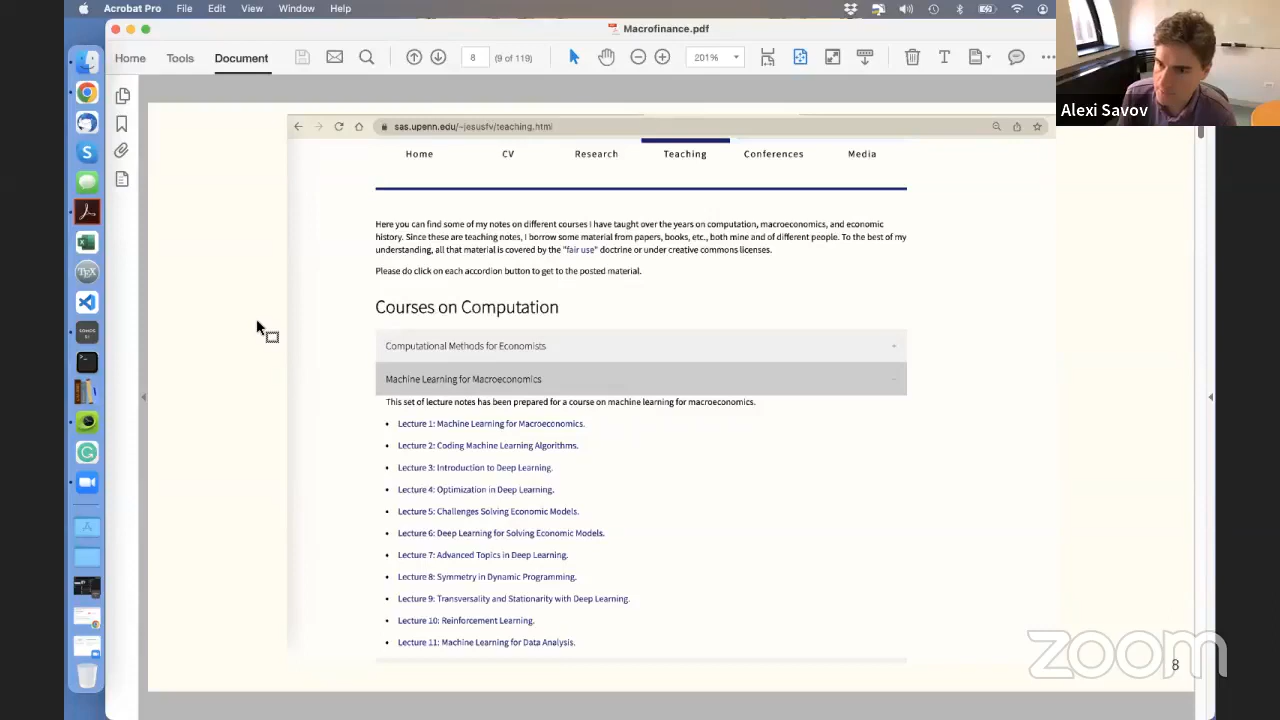 Acrobat Pro File Edit View Window Help
Macrofinance.pdf
Home Tools Document 8 (9 of 119) 201%
Alexi Savov
sas.upenn.edu/~jesusfv/teaching.html
Home CV Research Teaching Conferences Media
Here you can find some of my notes on different courses I have taught over the years on computation, macroeconomics, and economic
history. Since these are teaching notes, I borrow some material from papers, books, etc., both mine and of different people. To the best of my
understanding, all that material is covered by the "fair use" doctrine or under creative commons licenses.
Please do click on each accordion button to get to the posted material.
Courses on Computation
Computational Methods for Economists +
Machine Learning for Macroeconomics -
This set of lecture notes has been prepared for a course on machine learning for macroeconomics.
• Lecture 1: Machine Learning for Macroeconomics.
• Lecture 2: Coding Machine Learning Algorithms.
• Lecture 3: Introduction to Deep Learning.
• Lecture 4: Optimization in Deep Learning.
• Lecture 5: Challenges Solving Economic Models.
• Lecture 6: Deep Learning for Solving Economic Models.
• Lecture 7: Advanced Topics in Deep Learning.
• Lecture 8: Symmetry in Dynamic Programming.
• Lecture 9: Transversality and Stationarity with Deep Learning.
• Lecture 10: Reinforcement Learning.
• Lecture 11: Machine Learning for Data Analysis.
zoom
8